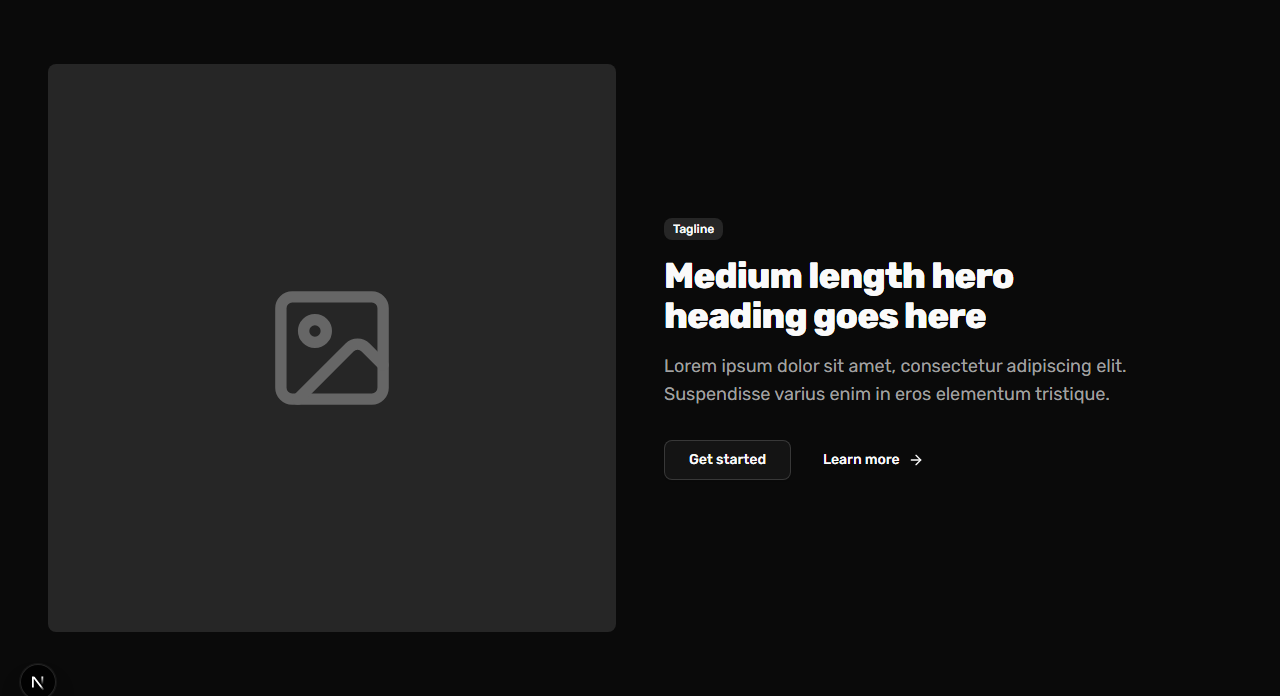 Tagline
Medium length hero
heading goes here
Lorem ipsum dolor sit amet, consectetur adipiscing elit.
Suspendisse varius enim in eros elementum tristique.
Get started
Learn more →
N